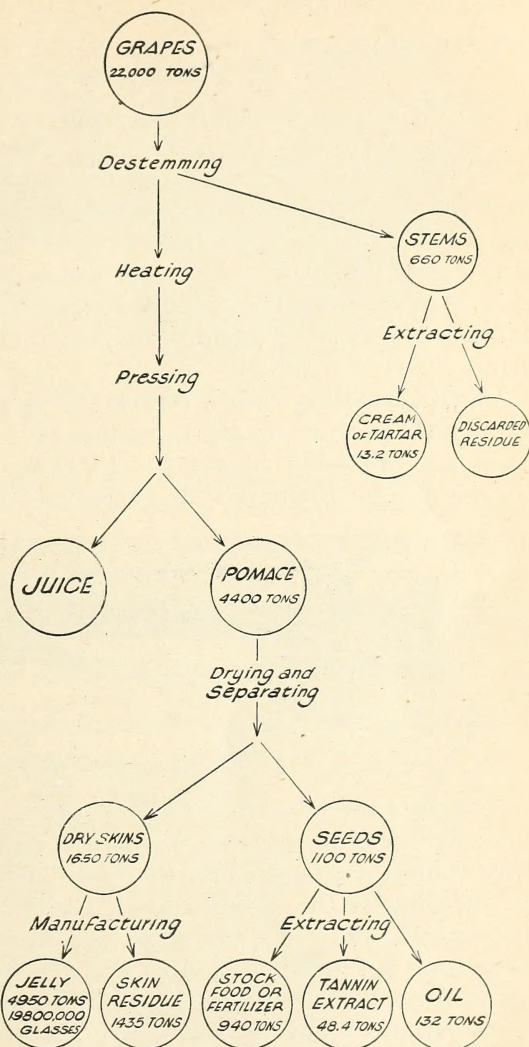 GRAPES
22,000 TONS
Destemming
STEMS
660 TONS
Heating
Extracting
Pressing
CREAM
OF TARTAR
13.2 TONS
DISCARDED
RESIDUE
JUICE
POMACE
4400 TONS
Drying and
Separating
DRY SKINS
1650 TONS
SEEDS
1100 TONS
Manufacturing
Extracting
JELLY
4950 TONS
19800,000
GLASSES
SKIN
RESIDUE
1435 TONS
STOCK
FOOD OR
FERTILIZER
940 TONS
TANNIN
EXTRACT
48.4 TONS
OIL
132 TONS